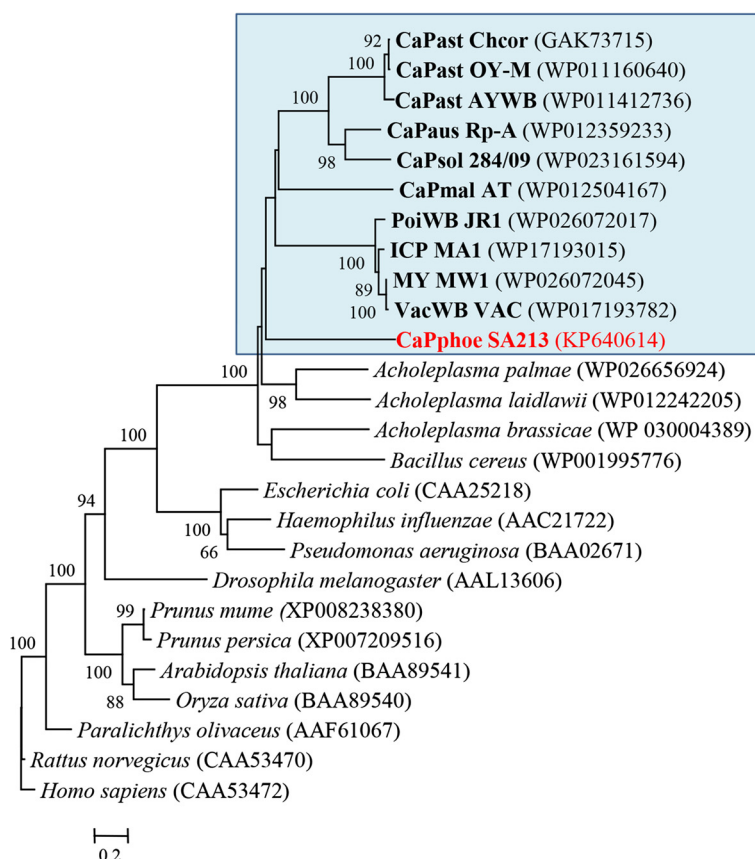 92
CaPast Chcor (GAK73715)
100
CaPast OY-M (WP011160640)
100
CaPast AYWB (WP011412736)
CaPaus Rp-A (WP012359233)
98
CaPsol 284/09 (WP023161594)
CaPmal AT (WP012504167)
PoiWB JR1 (WP026072017)
ICP MA1 (WP17193015)
100
MY MW1 (WP026072045)
89
100
VacWB VAC (WP017193782)
CaPphoe SA213 (KP640614)
100
Acholeplasma palmae (WP026656924)
98
Acholeplasma laidlawii (WP012242205)
Acholeplasma brassicae (WP 030004389)
100
Bacillus cereus (WP001995776)
Escherichia coli (CAA25218)
94
Haemophilus influenzae (AAC21722)
100
66
Pseudomonas aeruginosa (BAA02671)
100
Drosophila melanogaster (AAL13606)
99
Prunus mume (XP008238380)
100
Prunus persica (XP007209516)
100
Arabidopsis thaliana (BAA89541)
88
Oryza sativa (BAA89540)
Paralichthys olivaceus (AAF61067)
Rattus norvegicus (CAA53470)
Homo sapiens (CAA53472)
0.2